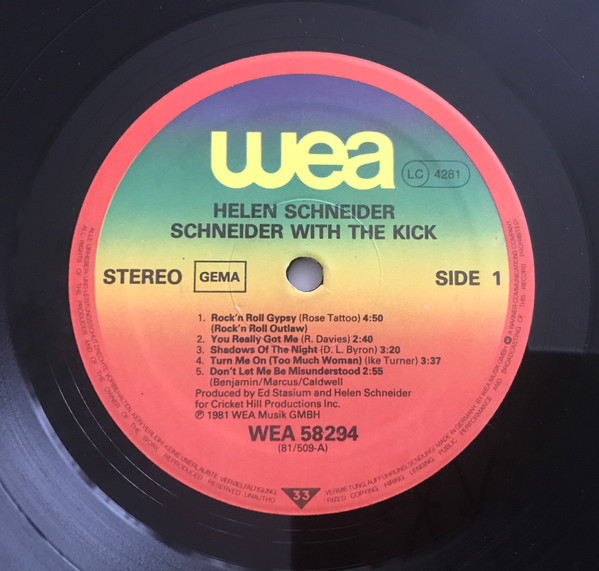 wea
LC 4281
HELEN SCHNEIDER
SCHNEIDER WITH THE KICK
STEREO GEMA SIDE 1
1. Rock'n Roll Gypsy (Rose Tattoo) 4:50
(Rock'n Roll Outlaw)
2. You Really Got Me (R. Davies) 2:40
3. Shadows Of The Night (D. L. Byron) 3:20
4. Turn Me On (Too Much Woman) (Ike Turner) 3:37
5. Don't Let Me Be Misunderstood 2:55
(Benjamin/Marcus/Caldwell
Produced by Ed Stasium and Helen Schneider
for Cricket Hill Productions Inc.
℗ 1981 WEA Musik GMBH
WEA 58294
(81/509-A)
33